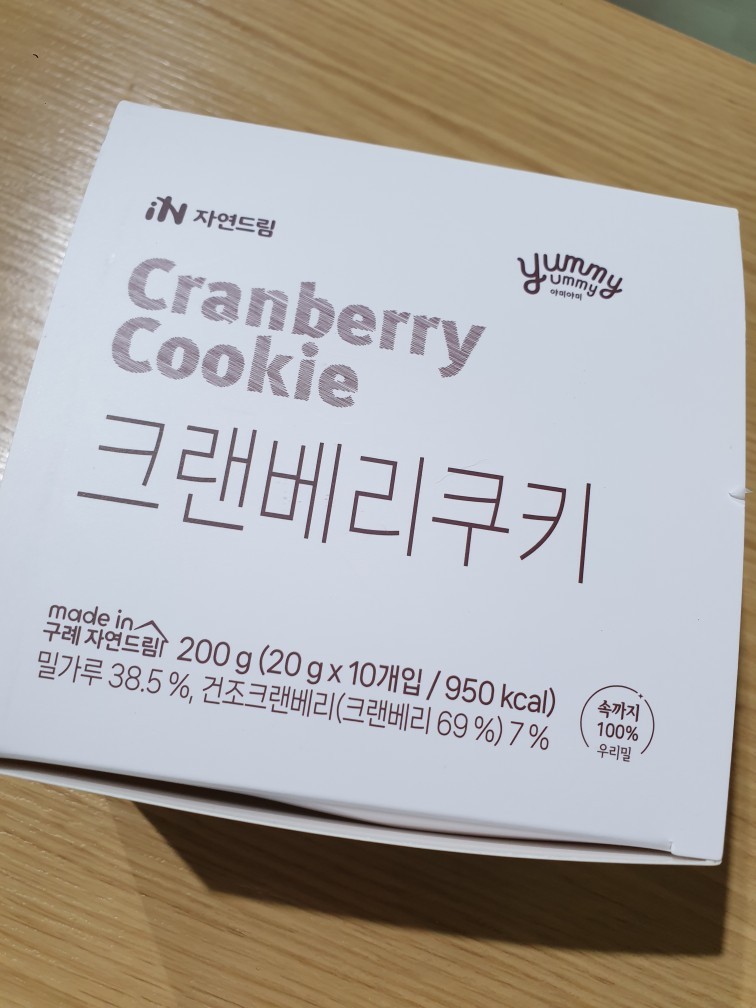 iN 자연드림
yummy
ummy
야미야미
Cranberry
Cookie
크랜베리쿠키
made in
구례 자연드림
200 g (20 g x 10개입 / 950 kcal)
밀가루 38.5 %, 건조크랜베리(크랜베리 69 %) 7 %
속까지
100%
우리밀